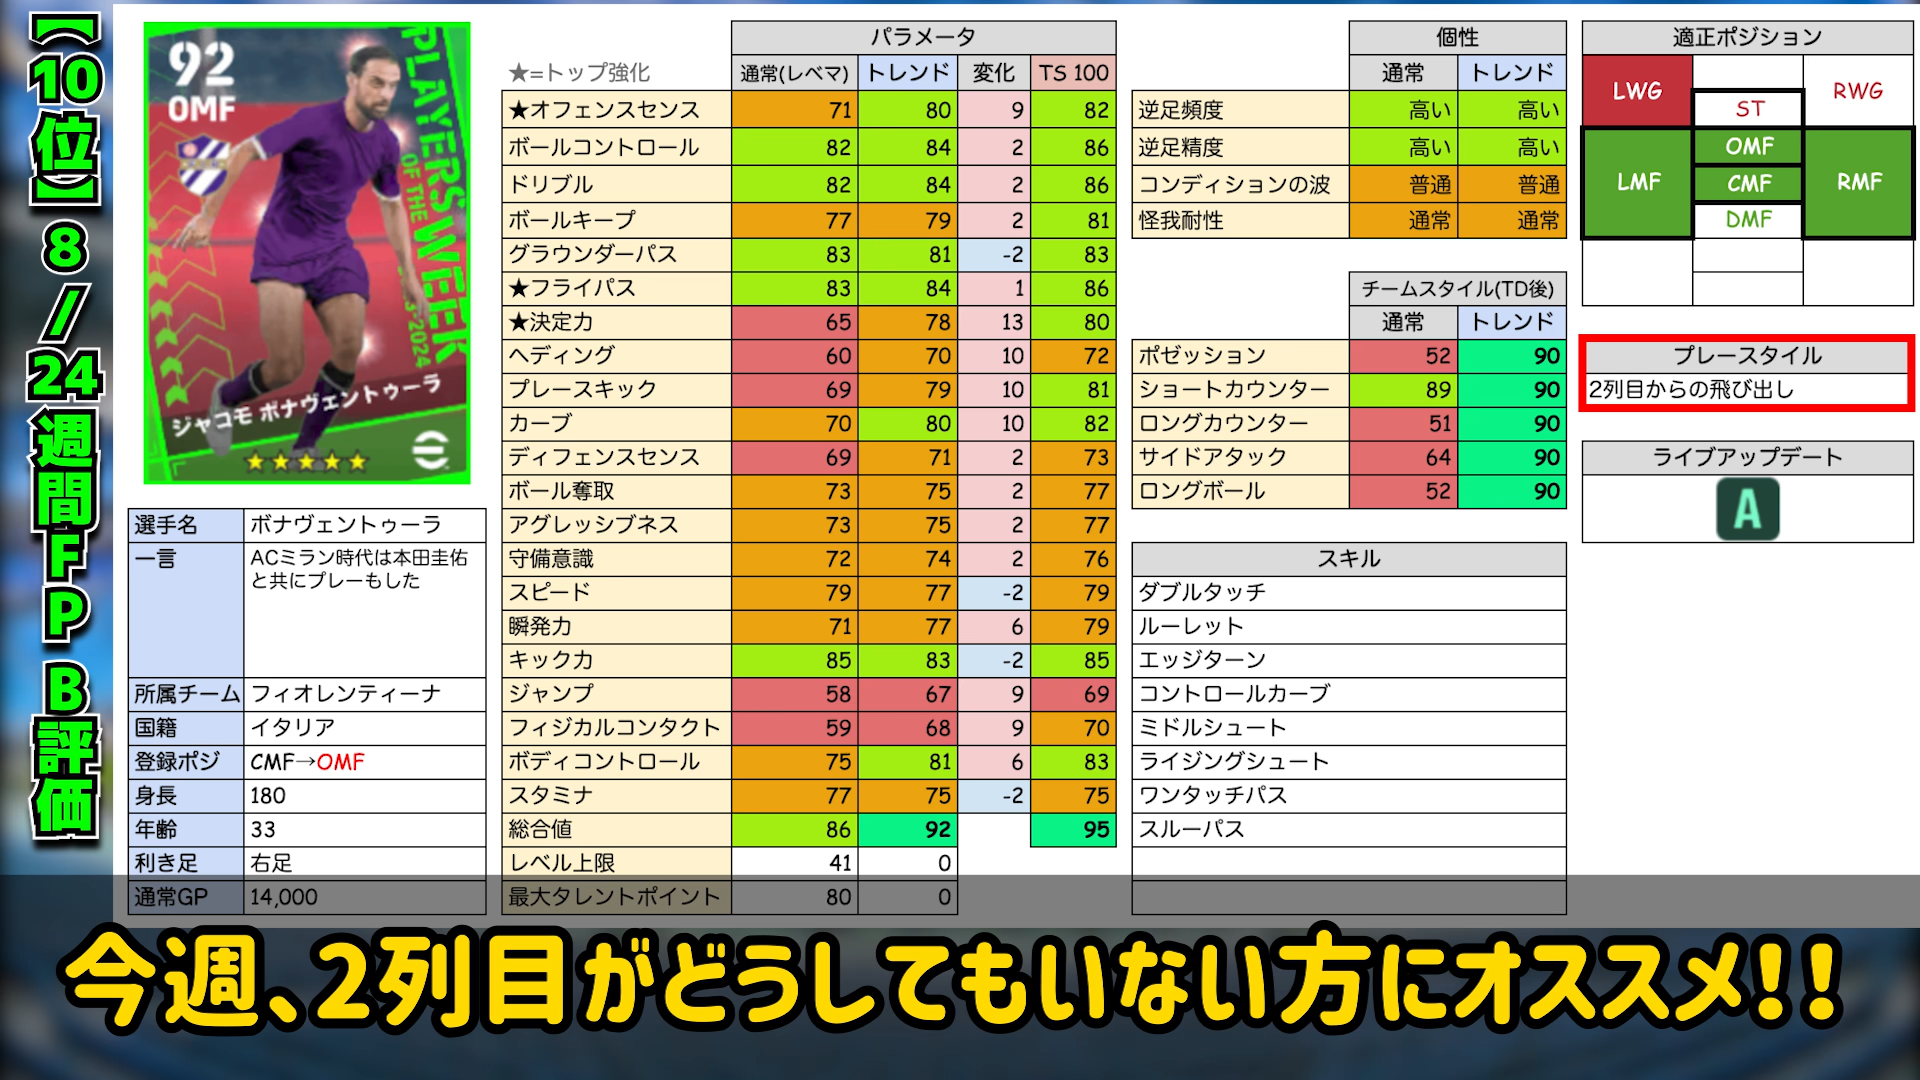 【10位】8/24週間FP B評価
92
OMF
PLAYERS OF THE WEEK
ジャコモ ボナヴェントゥーラ
選手名 ボナヴェントゥーラ
一言 ACミラン時代は本田圭佑
と共にプレーもした
所属チーム フィオレンティーナ
国籍 イタリア
登録ポジ CMF→OMF
身長 180
年齢 33
利き足 右足
通常GP 14,000
パラメータ
★=トップ強化 通常(レベマ) トレンド 変化 TS 100
★オフェンスセンス 71 80 9 82
ボールコントロール 82 84 2 86
ドリブル 82 84 2 86
ボールキープ 77 79 2 81
グラウンダーパス 83 81 -2 83
★フライパス 83 84 1 86
★決定力 65 78 13 80
ヘディング 60 70 10 72
プレースキック 69 79 10 81
カーブ 70 80 10 82
ディフェンスセンス 69 71 2 73
ボール奪取 73 75 2 77
アグレッシブネス 73 75 2 77
守備意識 72 74 2 76
スピード 79 77 -2 79
瞬発力 71 77 6 79
キック力 85 83 -2 85
ジャンプ 58 67 9 69
フィジカルコンタクト 59 68 9 70
ボディコントロール 75 81 6 83
スタミナ 77 75 -2 75
総合値 86 92 95
レベル上限 41 0
最大タレントポイント 80 0
個性
通常 トレンド
逆足頻度 高い 高い
逆足精度 高い 高い
コンディションの波 普通 普通
怪我耐性 通常 通常
チームスタイル(TD後)
通常 トレンド
ポゼッション 52 90
ショートカウンター 89 90
ロングカウンター 51 90
サイドアタック 64 90
ロングボール 52 90
スキル
ダブルタッチ
ルーレット
エッジターン
コントロールカーブ
ミドルシュート
ライジングシュート
ワンタッチパス
スルーパス
適正ポジション
LWG ST RWG
OMF
LMF CMF RMF
DMF
プレースタイル
2列目からの飛び出し
ライブアップデート
A
今週、2列目がどうしてもいない方にオススメ!!